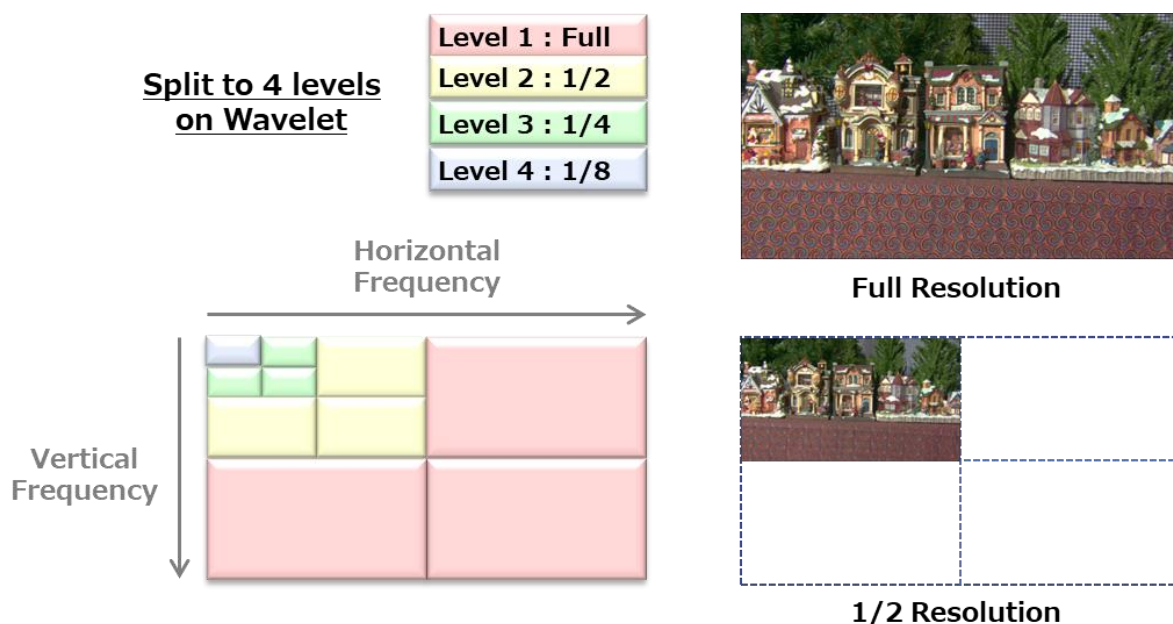 Split to 4 levels
on Wavelet
Level 1 : Full
Level 2 : 1/2
Level 3 : 1/4
Level 4 : 1/8
Full Resolution
Horizontal
Frequency
Vertical
Frequency
1/2 Resolution